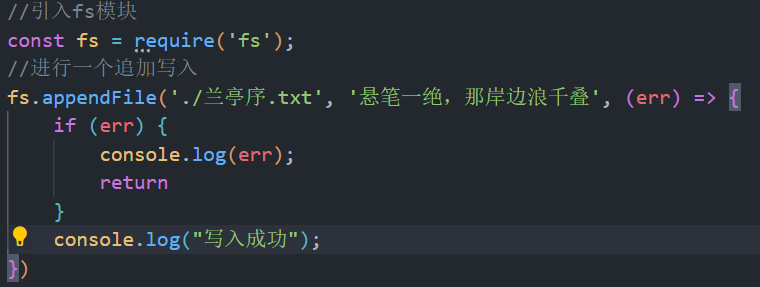 //引入fs模块
const fs = require('fs');
//进行一个追加写入
fs.appendFile('./兰亭序.txt', '悬笔一绝，那岸边浪千叠', (err) => {
    if (err) {
        console.log(err);
        return
    }
    console.log("写入成功");
})